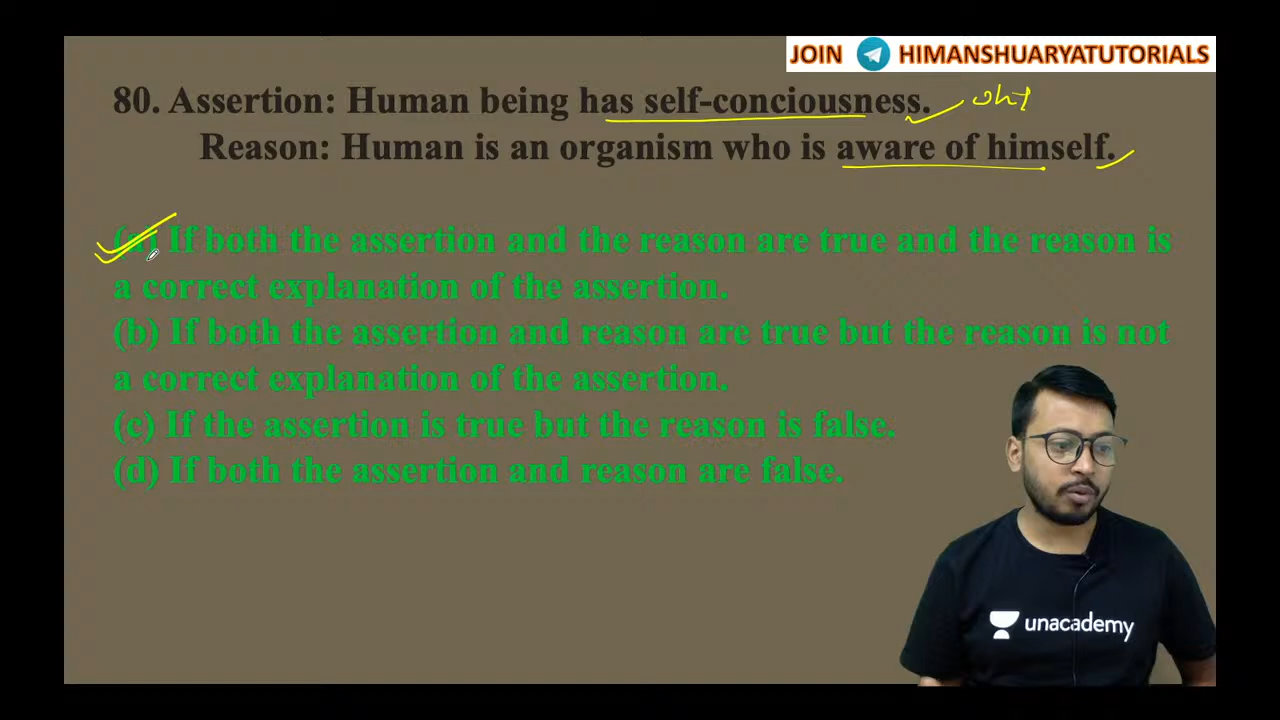 JOIN HIMANSHUARYATUTORIALS
80. Assertion: Human being has self-conciousness.
Reason: Human is an organism who is aware of himself.
(a) If both the assertion and the reason are true and the reason is
a correct explanation of the assertion.
(b) If both the assertion and reason are true but the reason is not
a correct explanation of the assertion.
(c) If the assertion is true but the reason is false.
(d) If both the assertion and reason are false.
unacademy